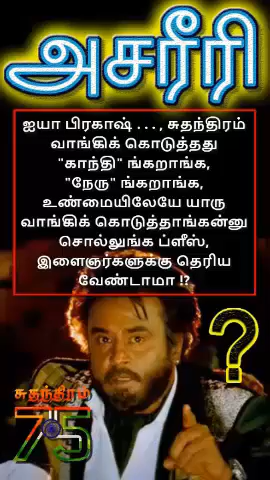 அசரீரி
ஐயா பிரகாஷ் . . . , சுதந்திரம்
வாங்கிக் கொடுத்தது
"காந்தி" ங்கறாங்க,
"நேரு" ங்கறாங்க,
உண்மையிலேயே யாரு
வாங்கிக் கொடுத்தாங்கன்னு
சொல்லுங்க ப்ளீஸ்,
இளைஞர்களுக்கு தெரிய
வேண்டாமா !?
?
சுதந்திரம்
75